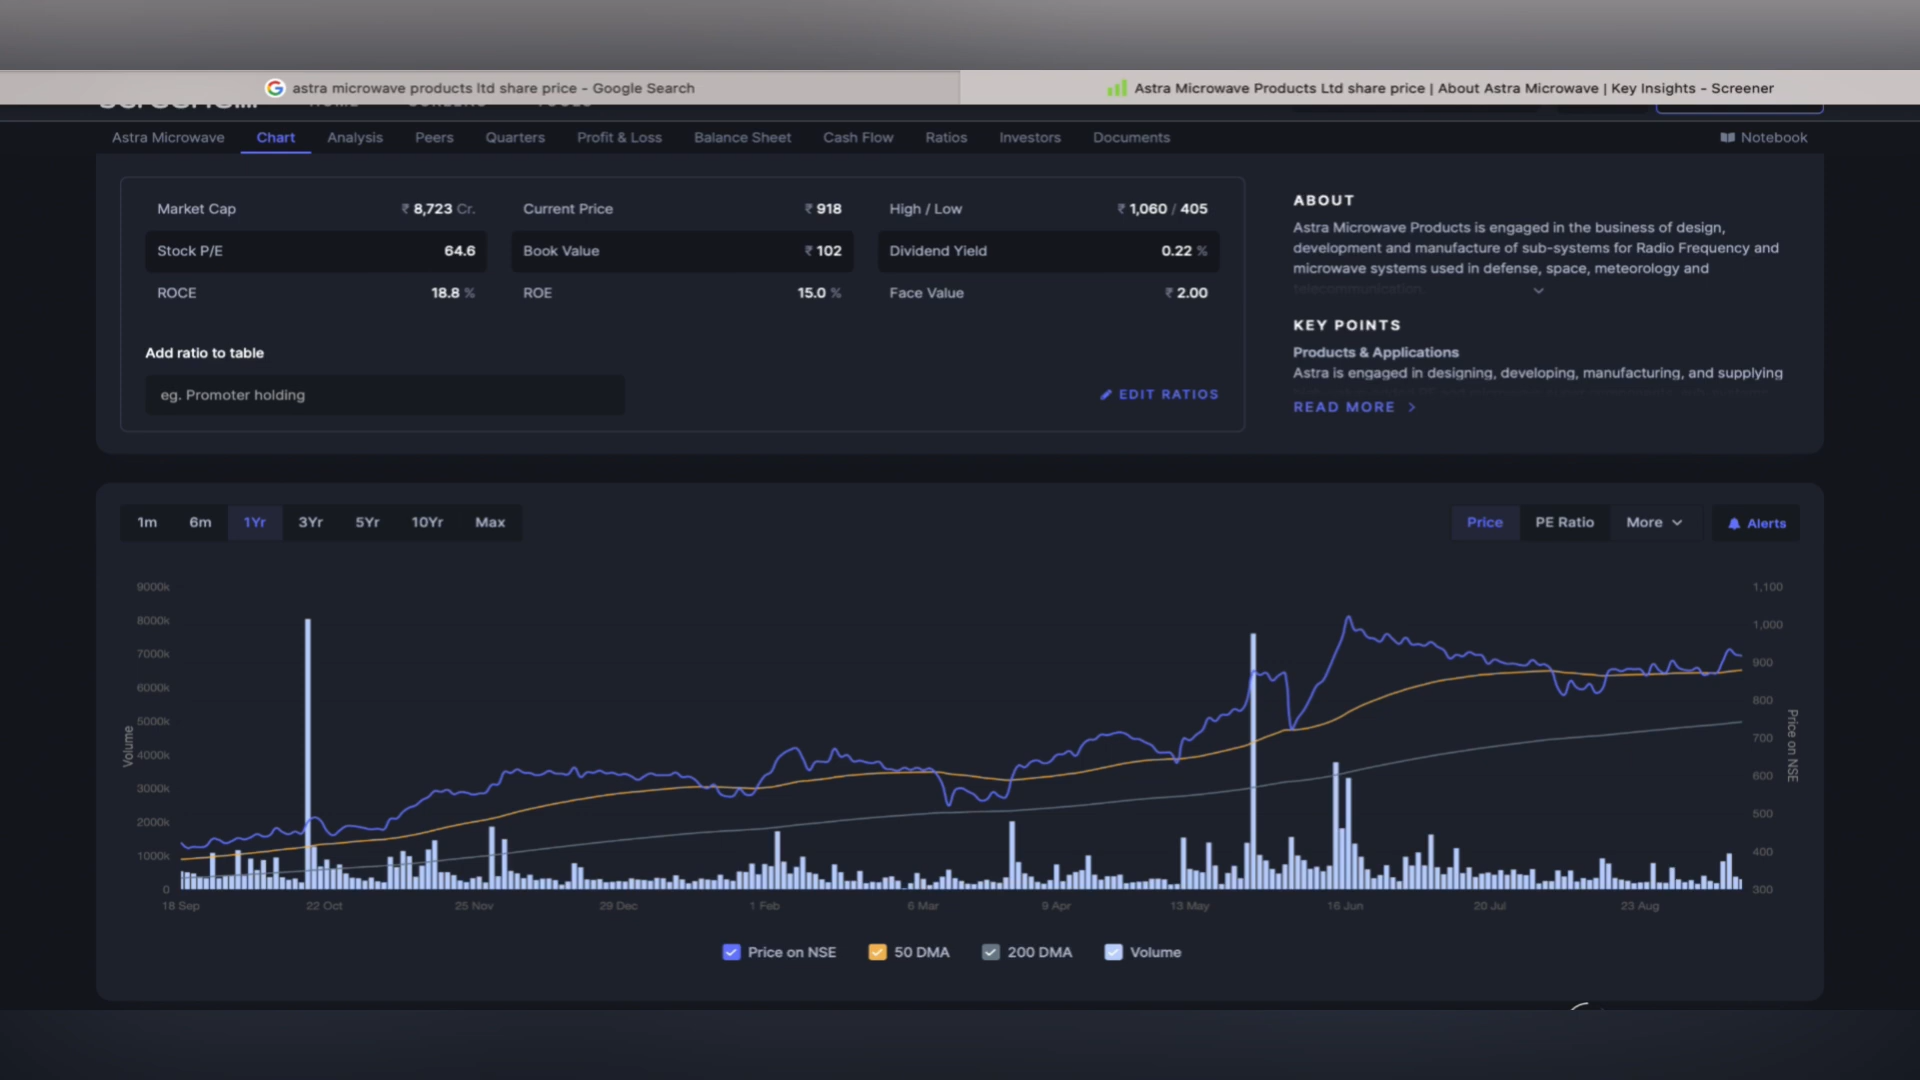 astra microwave products ltd share price - Google Search
Astra Microwave Products Ltd share price | About Astra Microwave | Key Insights - Screener
Astra Microwave Chart Analysis Peers Quarters Profit & Loss Balance Sheet Cash Flow Ratios Investors Documents Notebook
Market Cap ₹ 8,723 Cr. Current Price ₹ 918 High / Low ₹ 1,060 / 405
Stock P/E 64.6 Book Value ₹ 102 Dividend Yield 0.22 %
ROCE 18.8 % ROE 15.0 % Face Value ₹ 2.00
Add ratio to table
eg. Promoter holding
EDIT RATIOS
ABOUT
Astra Microwave Products is engaged in the business of design,
development and manufacture of sub-systems for Radio Frequency and
microwave systems used in defense, space, meteorology and
telecommunication.
KEY POINTS
Products & Applications
Astra is engaged in designing, developing, manufacturing, and supplying
READ MORE
1m 6m 1Yr 3Yr 5Yr 10Yr Max
Price PE Ratio More Alerts
9000k
8000k
7000k
6000k
5000k
4000k
3000k
2000k
1000k
0
Volume
1,100
1,000
900
800
700
600
500
400
300
Price on NSE
18 Sep 22 Oct 25 Nov 29 Dec 1 Feb 6 Mar 9 Apr 13 May 16 Jun 20 Jul 23 Aug
Price on NSE 50 DMA 200 DMA Volume